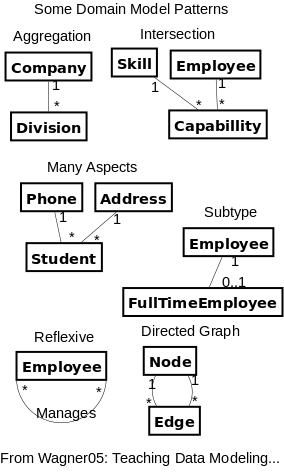 Some Domain Model Patterns
Aggregation
Intersection
Company
1
*
Division
Skill
Employee
1
1
*
*
Capabillity
Many Aspects
Phone
Address
1
1
*
*
Student
Subtype
Employee
1
0..1
FullTimeEmployee
Reflexive
Employee
*
*
Manages
Directed Graph
Node
1
1
*
*
Edge
From Wagner05: Teaching Data Modeling...